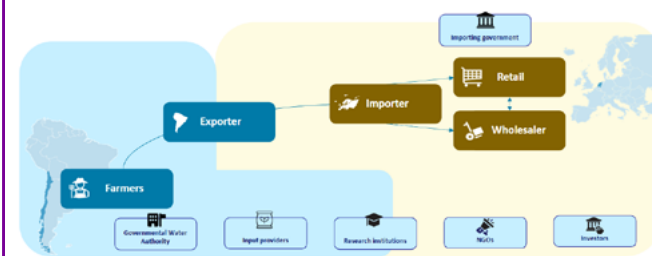 Importing government
Retail
Importer
Exporter
Wholesaler
Farmers
Governmental Water
Authority
Input providers
Research institutions
NGOs
Investors